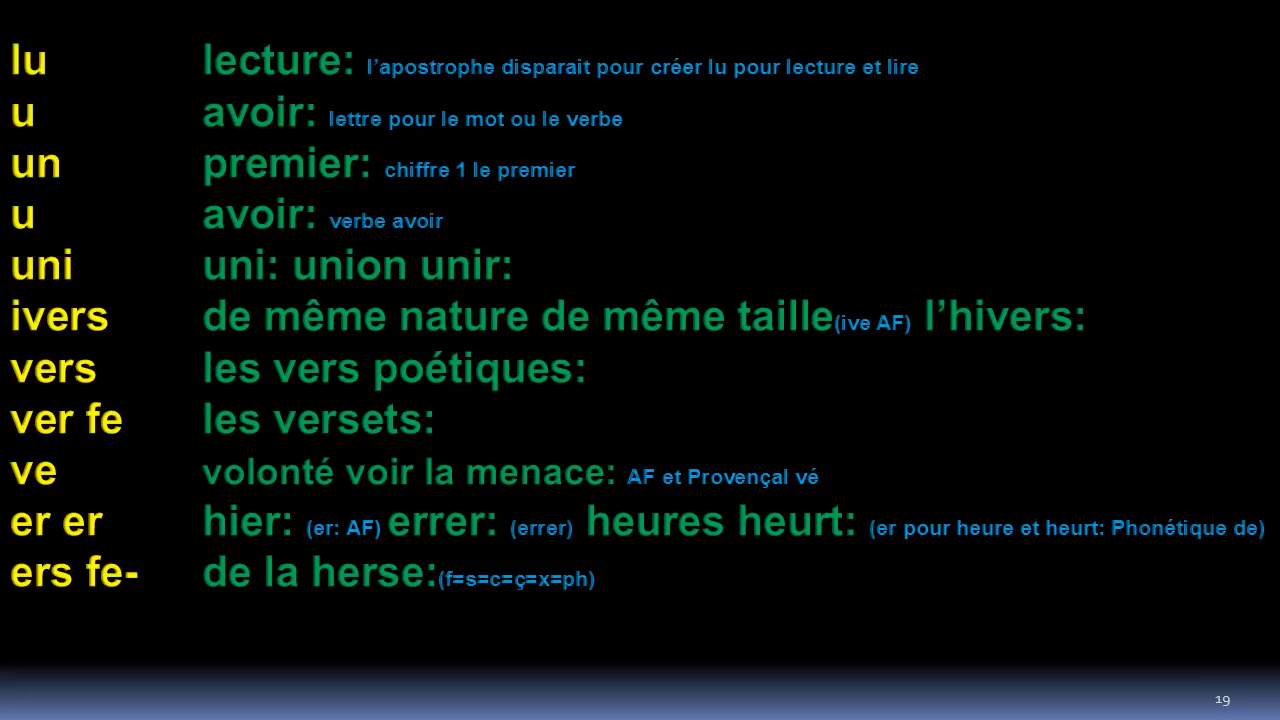 lu lecture: l’apostrophe disparait pour créer lu pour lecture et lire
u avoir: lettre pour le mot ou le verbe
un premier: chiffre 1 le premier
u avoir: verbe avoir
uni uni: union unir:
ivers de même nature de même taille(ive AF) l’hivers:
vers les vers poétiques:
ver fe les versets:
ve volonté voir la menace: AF et Provençal vé
er er hier: (er: AF) errer: (errer) heures heurt: (er pour heure et heurt: Phonétique de)
ers fe- de la herse:(f=s=c=ç=x=ph)
19